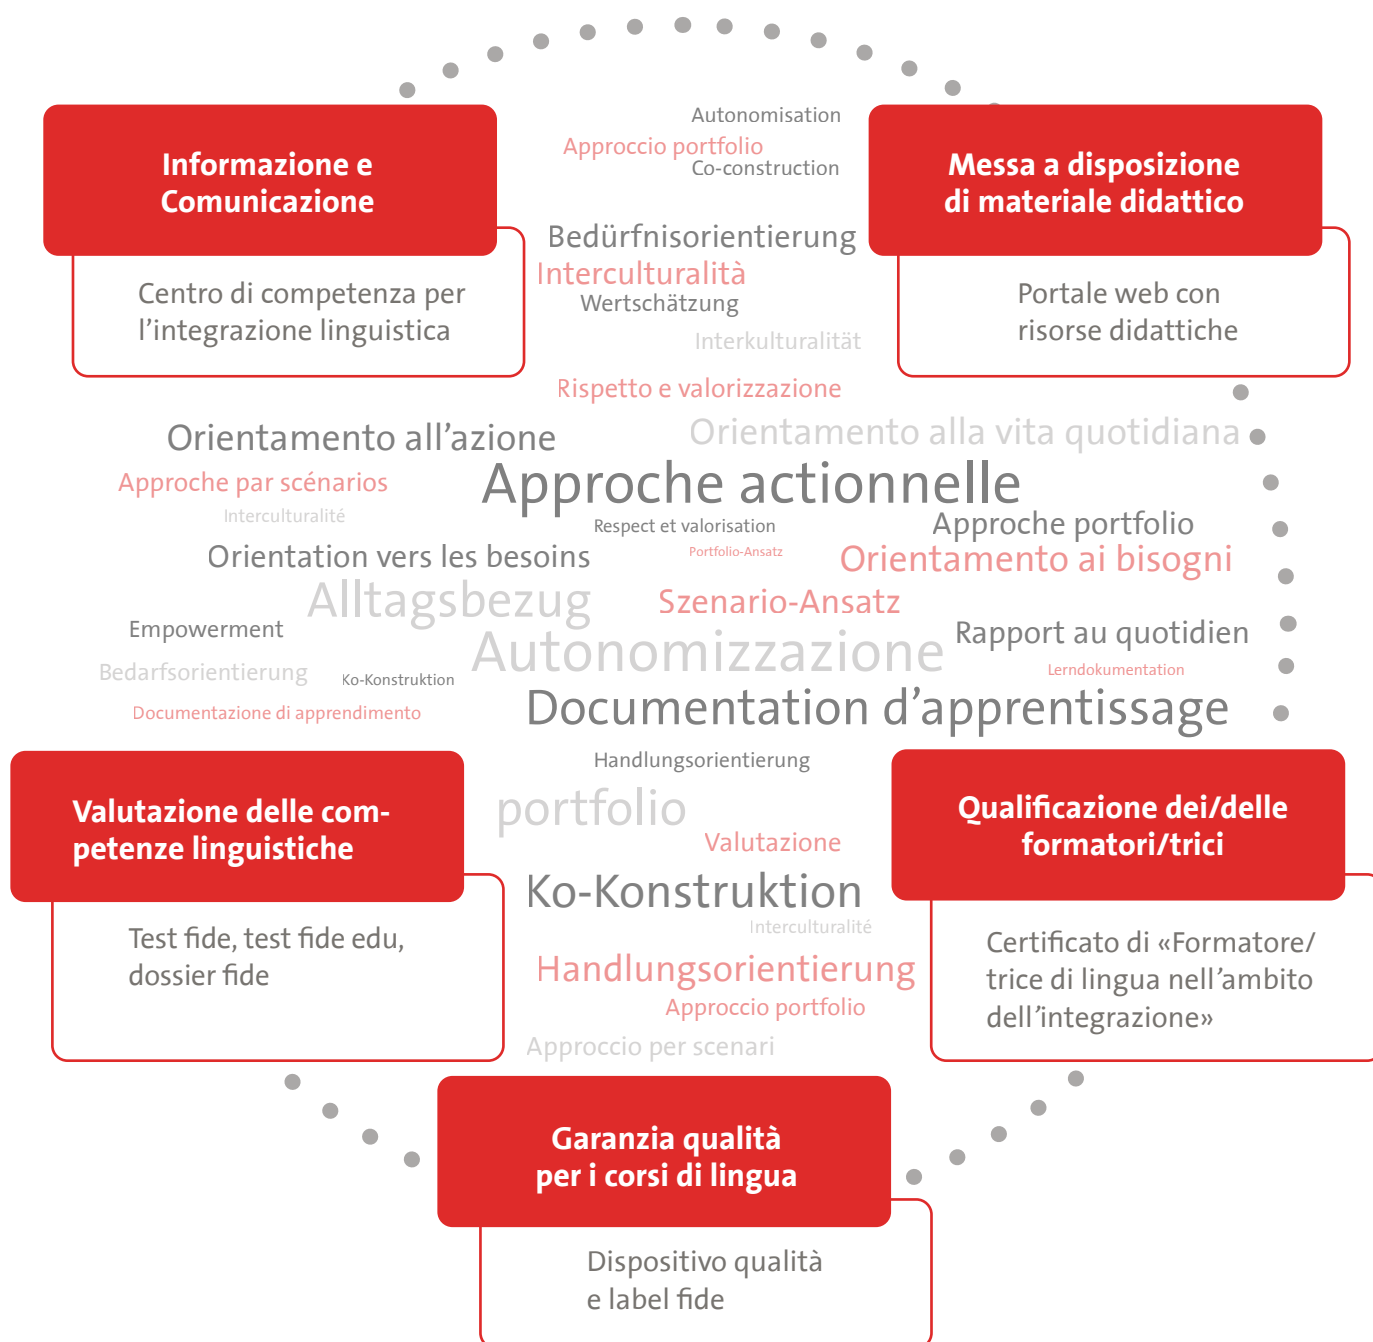 Informazione e
Comunicazione
Centro di competenza per
l'integrazione linguistica
Autonomisation
Approccio portfolio
Co-construction
Bedürfnisorientierung
Interculturalità
Wertschätzung
Interkulturalität
Rispetto e valorizzazione
Messa a disposizione
di materiale didattico
Portale web con
risorse didattiche
Orientamento all'azione
Orientamento alla vita quotidiana
Approche par scénarios
Approche actionnelle
Interculturalité
Respect et valorisation
Approche portfolio
Orientation vers les besoins
Portfolio-Ansatz
Orientamento ai bisogni
Alltagsbezug
Szenario-Ansatz
Empowerment
Autonomizzazione
Rapport au quotidien
Bedarfsorientierung
Ko-Konstruktion
Lerndokumentation
Documentazione di apprendimento
Documentation d’apprentissage
Valutazione delle com-
petenze linguistiche
Test fide, test fide edu,
dossier fide
Handlungsorientierung
portfolio
Valutazione
Ko-Konstruktion
Interculturalité
Handlungsorientierung
Approccio portfolio
Approccio per scenari
Qualificazione dei/delle
formatori/trici
Certificato di «Formatore/
trice di lingua nell’ambito
dell’integrazione»
Garanzia qualità
per i corsi di lingua
Dispositivo qualità
e label fide